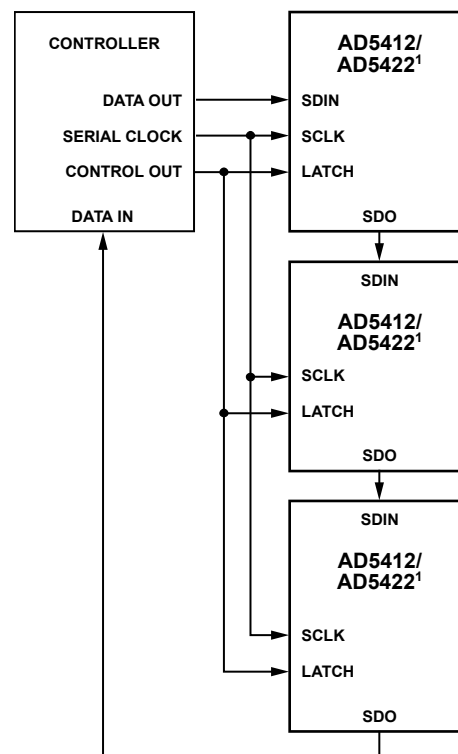 CONTROLLER
DATA OUT
SERIAL CLOCK
CONTROL OUT
DATA IN
AD5412/
AD5422¹
SDIN
SCLK
LATCH
SDO
SDIN
AD5412/
AD5422¹
SCLK
LATCH
SDO
SDIN
AD5412/
AD5422¹
SCLK
LATCH
SDO